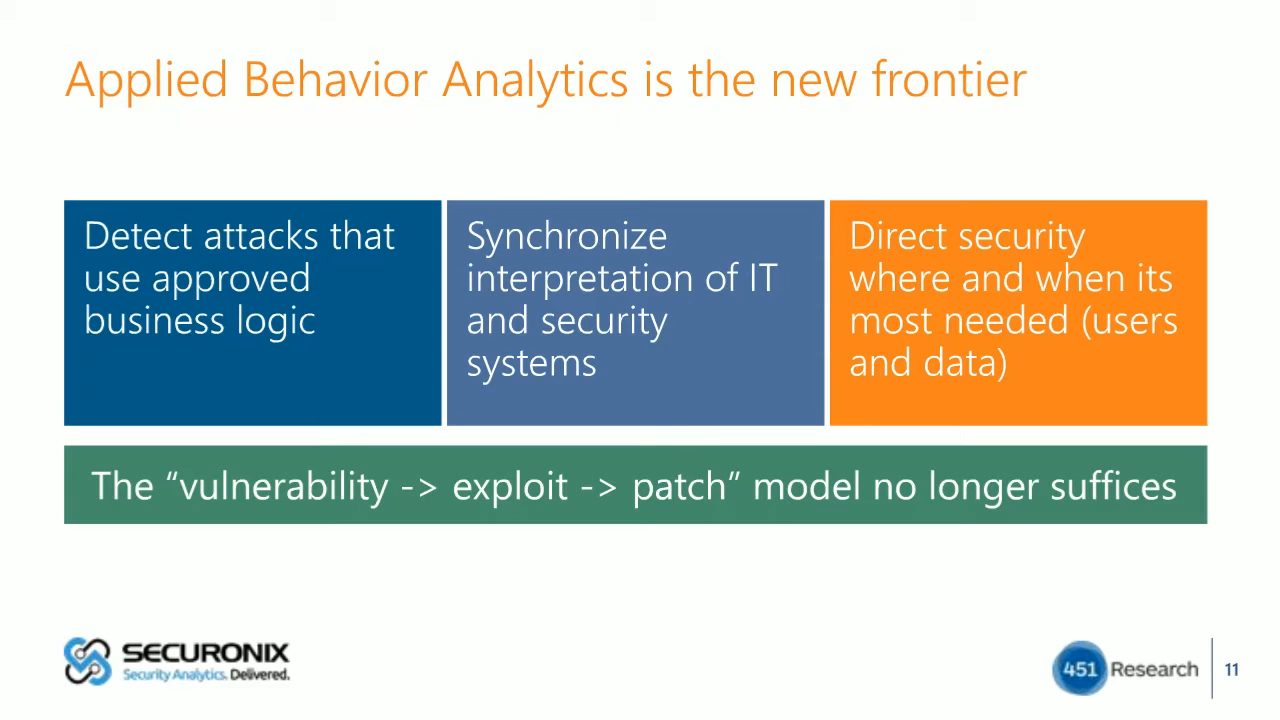 Applied Behavior Analytics is the new frontier
Detect attacks that
use approved
business logic
Synchronize
interpretation of IT
and security
systems
Direct security
where and when its
most needed (users
and data)
The “vulnerability -> exploit -> patch” model no longer suffices
SECURONIX
Security Analytics. Delivered.
451 Research
11